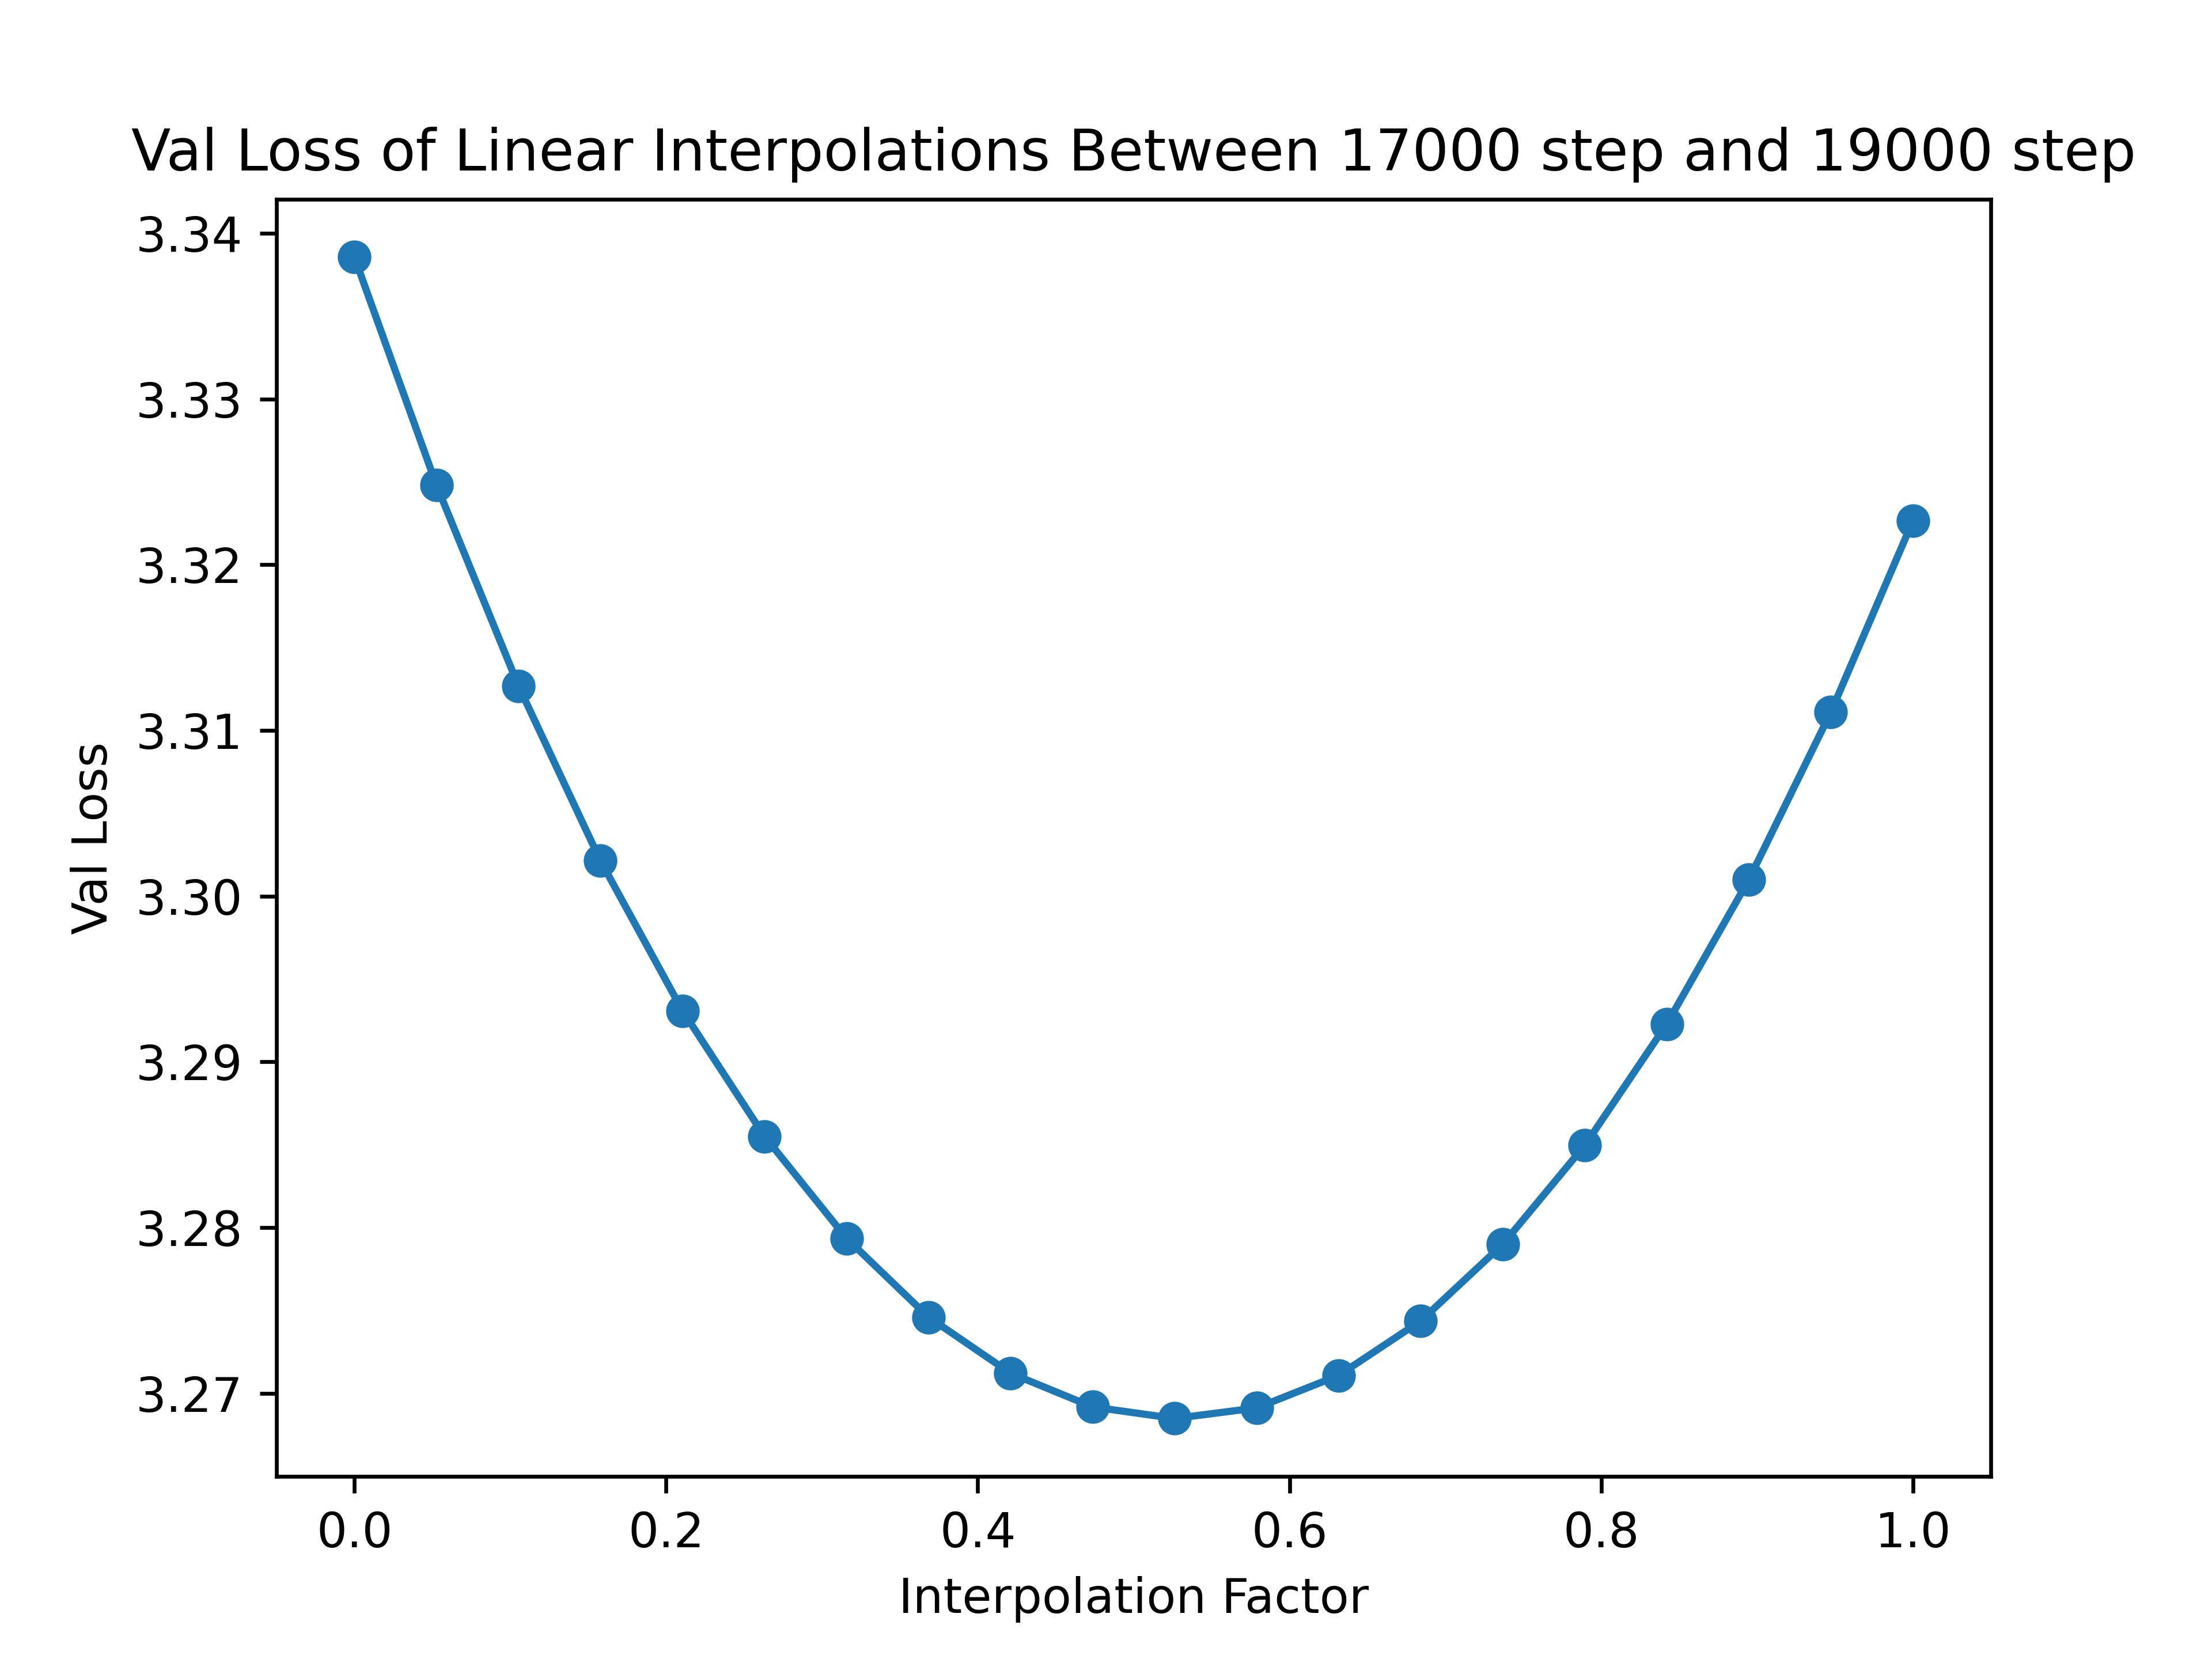 Val Loss of Linear Interpolations Between 17000 step and 19000 step
3.34
3.33
3.32
3.31
3.30
3.29
3.28
3.27
Val Loss
0.0 0.2 0.4 0.6 0.8 1.0
Interpolation Factor